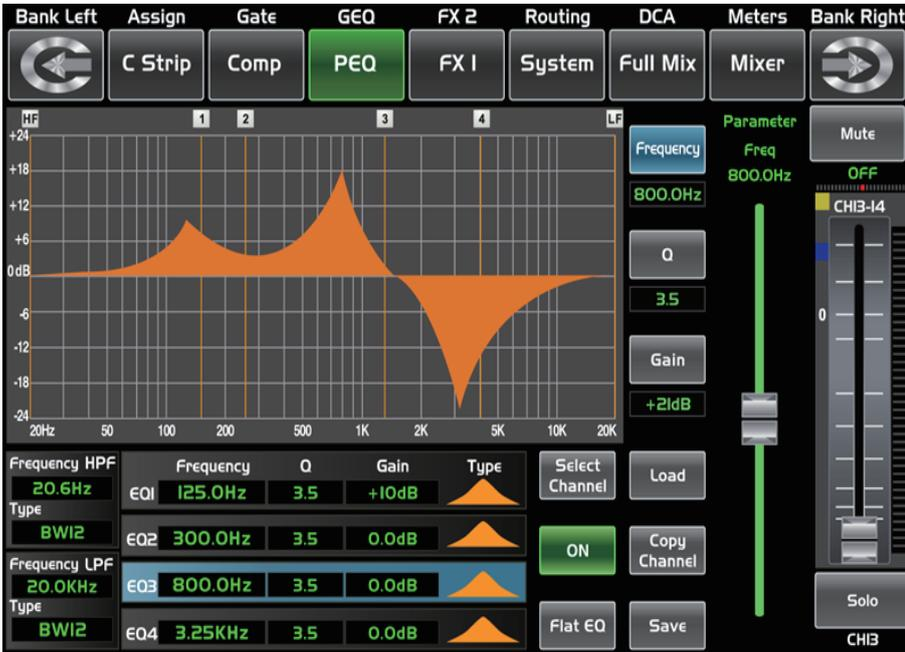 Bank Left Assign Gate GEQ FX 2 Routing DCA Meters Bank Right
C Strip Comp PEQ FX 1 System Full Mix Mixer
HF 1 2 3 4 LF
+24
+18
+12
+6
0dB
-6
-12
-18
-24
20Hz 50 100 200 500 1K 2K 5K 10K 20K
Frequency
800.0Hz
Q
3.5
Gain
+21dB
Parameter
Freq
800.0Hz
Mute
OFF
CH13-14
0
Frequency HPF
20.6Hz
Type
BW12
Frequency LPF
20.0KHz
Type
BW12
Frequency Q Gain Type
EQ1 125.0Hz 3.5 +10dB
EQ2 300.0Hz 3.5 0.0dB
EQ3 800.0Hz 3.5 0.0dB
EQ4 3.25KHz 3.5 0.0dB
Select
Channel
Load
ON
Copy
Channel
Flat EQ
Save
Solo
CH13